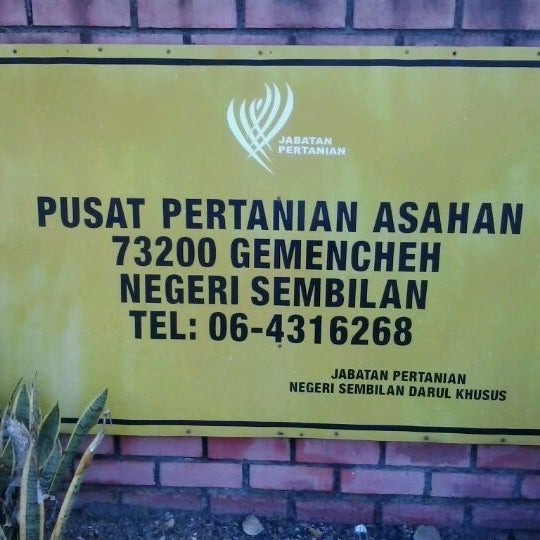 JABATAN
PERTANIAN
PUSAT PERTANIAN ASAHAN
73200 GEMENCHEH
NEGERI SEMBILAN
TEL: 06-4316268
JABATAN PERTANIAN
NEGERI SEMBILAN DARUL KHUSUS